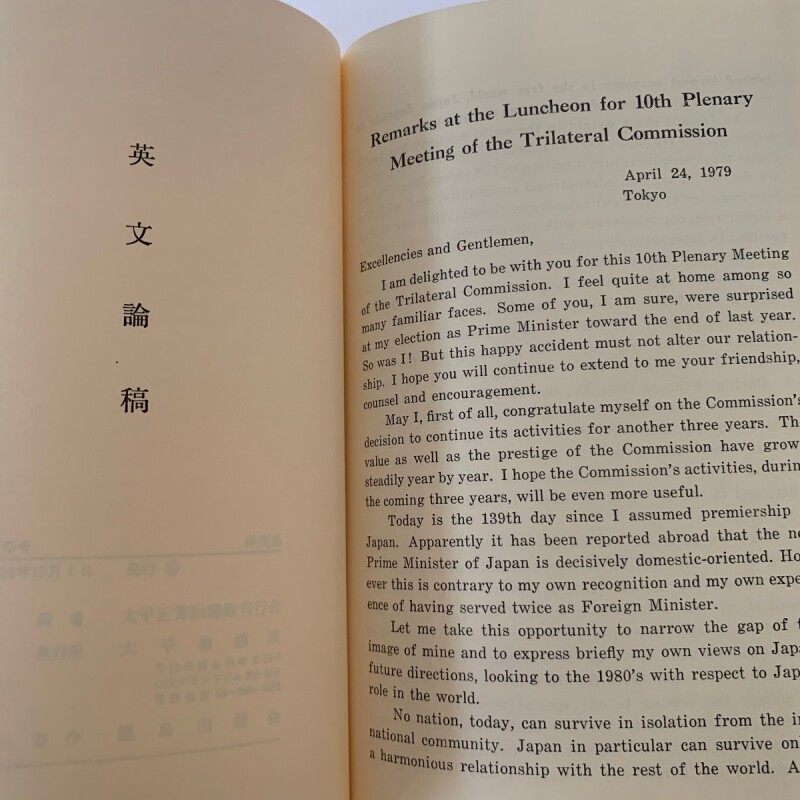 英文論稿
Remarks at the Luncheon for 10th Plenary
Meeting of the Trilateral Commission
April 24, 1979
Tokyo
Excellencies and Gentlemen,
I am delighted to be with you for this 10th Plenary Meeting
of the Trilateral Commission. I feel quite at home among so
many familiar faces. Some of you, I am sure, were surprised
at my election as Prime Minister toward the end of last year.
So was I! But this happy accident must not alter our relation-
ship. I hope you will continue to extend to me your friendship,
counsel and encouragement.
May I, first of all, congratulate myself on the Commission's
decision to continue its activities for another three years. Th
value as well as the prestige of the Commission have grow
steadily year by year. I hope the Commission's activities, durin
the coming three years, will be even more useful.
Today is the 139th day since I assumed premiership
Japan. Apparently it has been reported abroad that the ne
Prime Minister of Japan is decisively domestic-oriented. Ho
ever this is contrary to my own recognition and my own expe
ence of having served twice as Foreign Minister.
Let me take this opportunity to narrow the gap of t
image of mine and to express briefly my own views on Japa
future directions, looking to the 1980's with respect to Jap
role in the world.
No nation, today, can survive in isolation from the in
national community. Japan in particular can survive onl
a harmonious relationship with the rest of the world. A